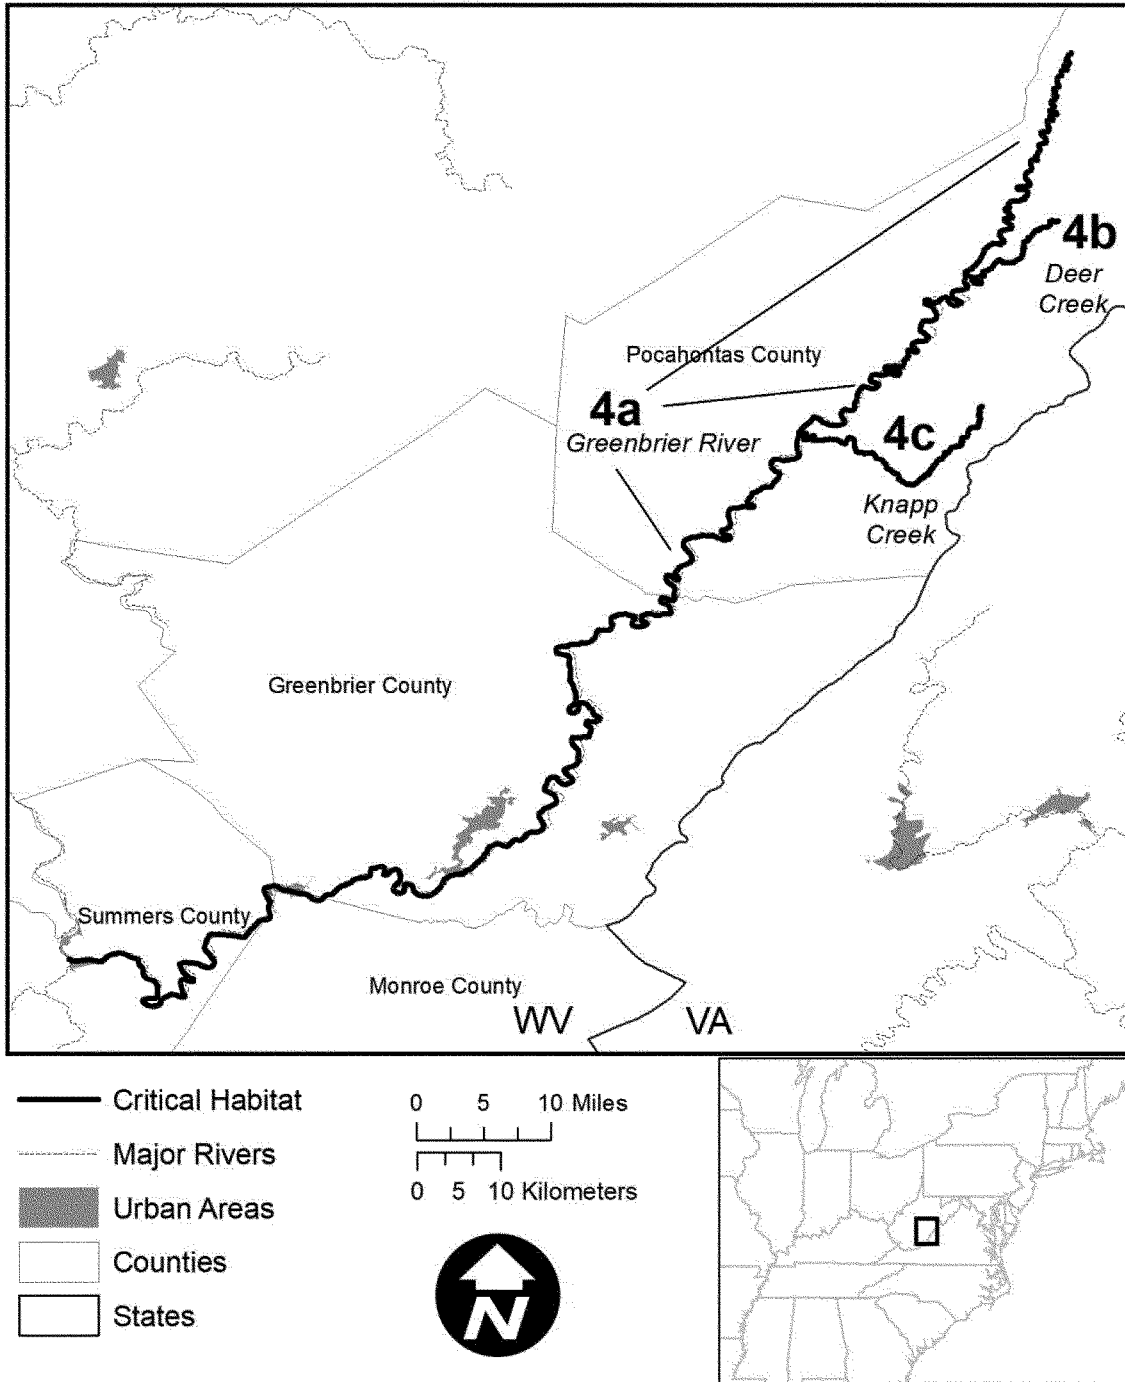 4b
Deer
Creek
Pocahontas County
4a
Greenbrier River
4c
Knapp
Creek
Greenbrier County
Summers County
Monroe County
WV
VA
Critical Habitat
Major Rivers
Urban Areas
Counties
States
0 5 10 Miles
0 5 10 Kilometers
N